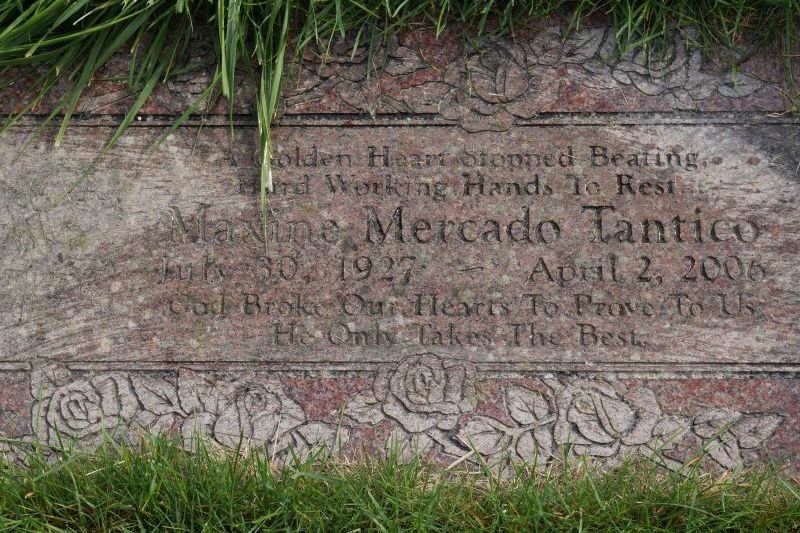 A Golden Heart Stopped Beating,
Hard Working Hands To Rest
Maxine Mercado Tantico
July 30, 1927 – April 2, 2006
God Broke Our Hearts To Prove To Us
He Only Takes The Best.